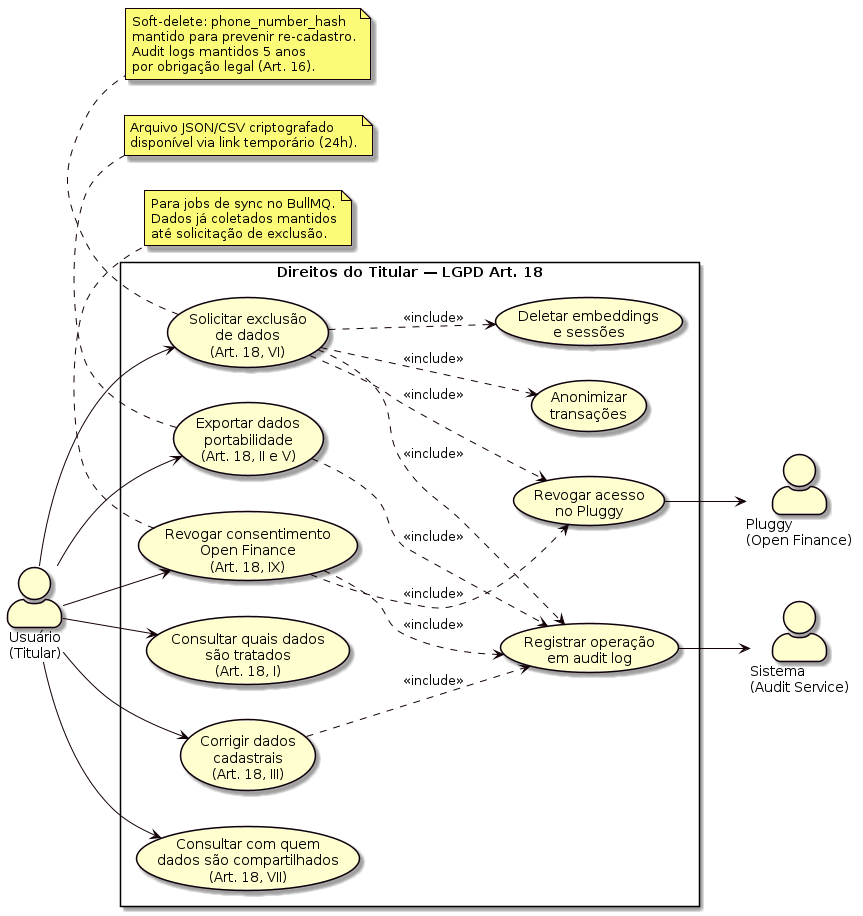 Soft-delete: phone_number_hash
mantido para prevenir re-cadastro.
Audit logs mantidos 5 anos
por obrigação legal (Art. 16).
Arquivo JSON/CSV criptografado
disponível via link temporário (24h).
Para jobs de sync no BullMQ.
Dados já coletados mantidos
até solicitação de exclusão.
Direitos do Titular — LGPD Art. 18
Solicitar exclusão
de dados
(Art. 18, VI)
«include»
Deletar embeddings
e sessões
«include»
Anonimizar
transações
«include»
Exportar dados
portabilidade
(Art. 18, II e V)
«include»
Revogar acesso
no Pluggy
Pluggy
(Open Finance)
Revogar consentimento
Open Finance
(Art. 18, IX)
«include»
«include»
«include»
Usuário
(Titular)
Consultar quais dados
são tratados
(Art. 18, I)
Registrar operação
em audit log
Sistema
(Audit Service)
«include»
Corrigir dados
cadastrais
(Art. 18, III)
Consultar com quem
dados são compartilhados
(Art. 18, VII)